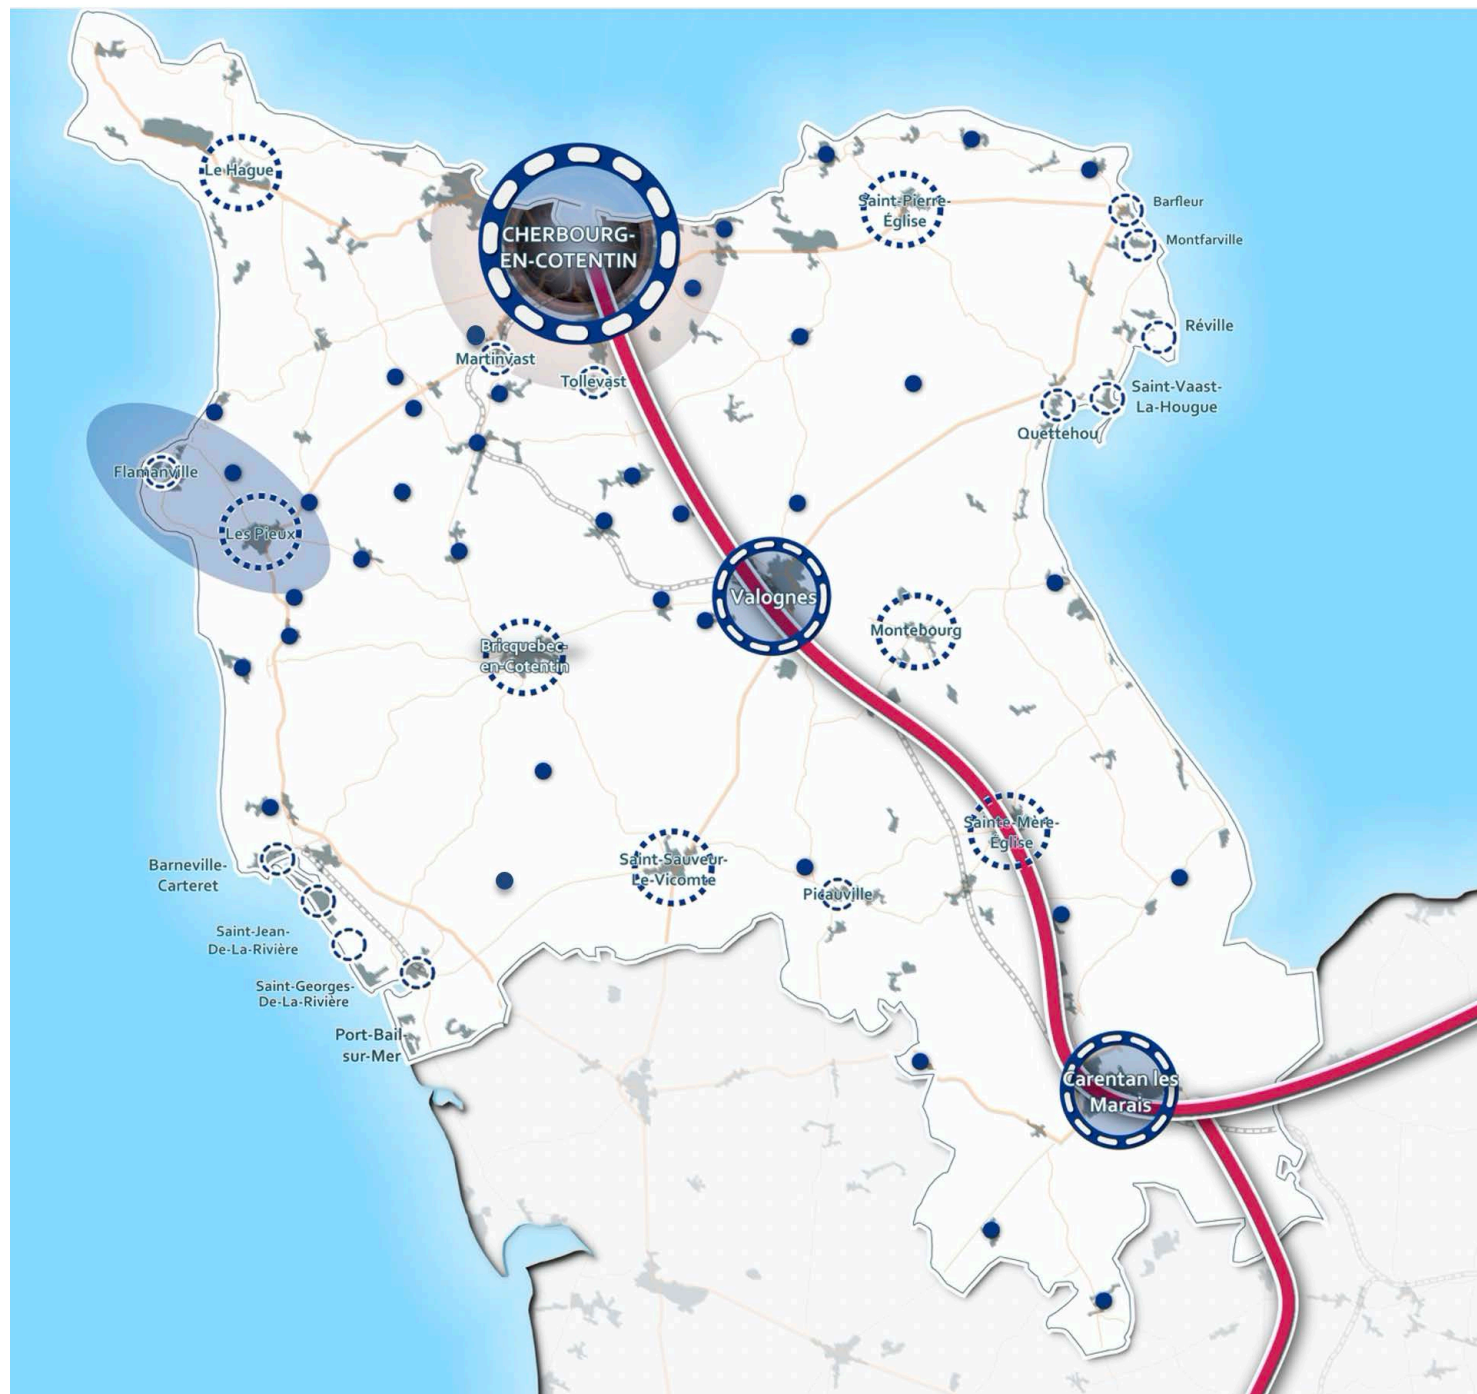 Le Hague
CHERBOURG-
EN-COTENTIN
Saint-Pierre-
Église
Barfleur
Montfarville
Réville
Martinvast
Tollevast
Saint-Vaast-
La-Hougue
Quettehou
Flamanville
Les Pieux
Valognes
Montebourg
Bricquebec-
en-Cotentin
Sainte-Mère-
Église
Saint-Sauveur-
Le-Vicomte
Picauville
Barneville-
Carteret
Saint-Jean-
De-La-Rivière
Saint-Georges-
De-La-Rivière
Port-Bail-
sur-Mer
Carentan les
Marais